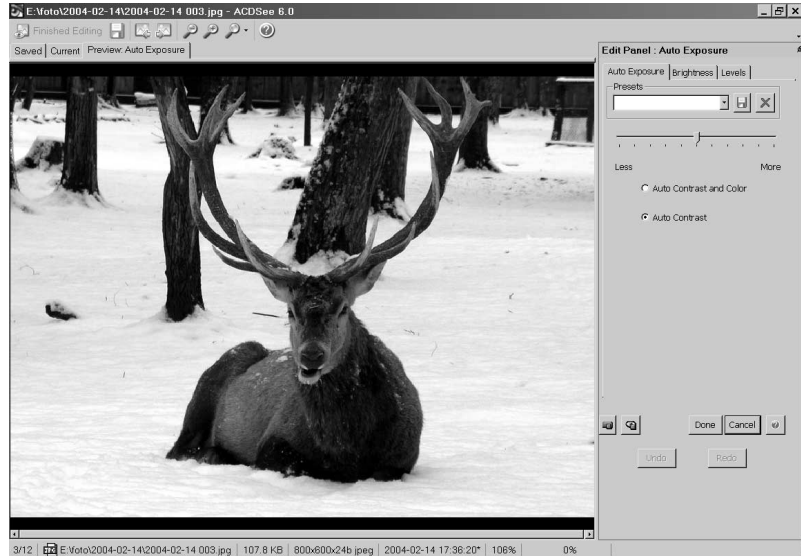 E:\foto\2004-02-14\2004-02-14 003.jpg - ACDSee 6.0
Finished Editing
Saved Current Preview: Auto Exposure
Edit Panel : Auto Exposure
Auto Exposure Brightness Levels
Presets
Less More
Auto Contrast and Color
Auto Contrast
Done Cancel
Undo Redo
3/12 E:\foto\2004-02-14\2004-02-14 003.jpg 107.8 KB 800x600x24b jpeg 2004-02-14 17:36:20* 106% 0%